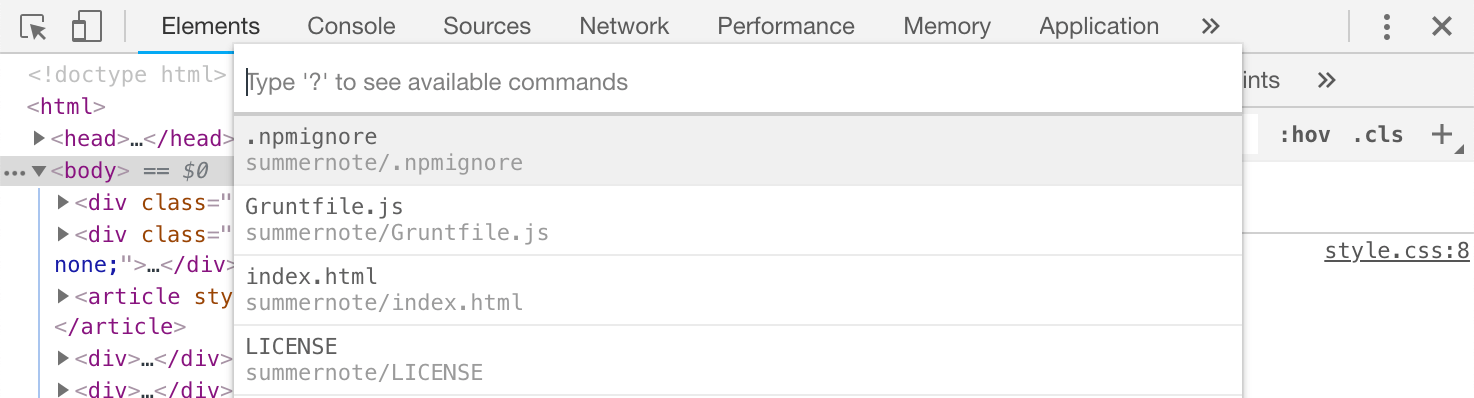 Elements Console Sources Network Performance Memory Application »
Type '?' to see available commands
<!doctype html>
<html>
<head>…</head>
<body> == $0
<div class="
<div class="
none;">…</div>
<article sty
</article>
<div>…</div>
<div>…</div>
.npmignore
summernote/.npmignore
Gruntfile.js
summernote/Gruntfile.js
index.html
summernote/index.html
LICENSE
summernote/LICENSE
ints »
:hov .cls +
style.css:8